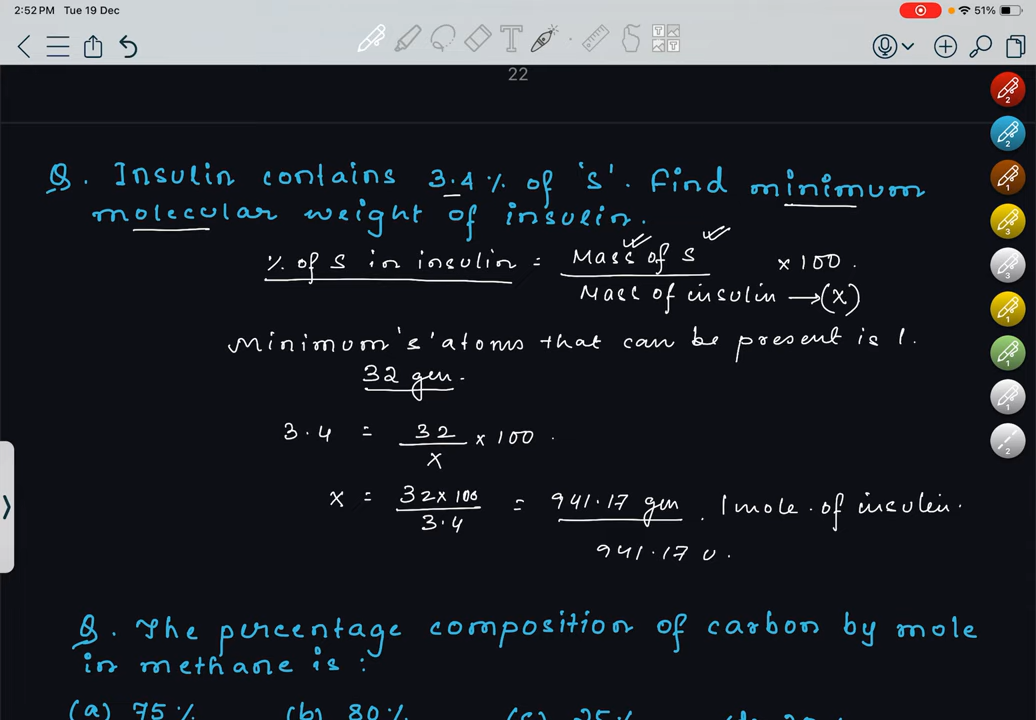 2:52 PM Tue 19 Dec
51%
22
Q. Insulin contains 3.4% of 's'. Find minimum
molecular weight of insulin.
% of S in insulin = Mass of S / Mass of insulin → (x) × 100.
Minimum 's' atoms that can be present is 1.
32 gm.
3.4 = 32 / x × 100.
x = 32 × 100 / 3.4 = 941.17 gm. 1 mole of insulin.
941.17 u.
Q. The percentage composition of carbon by mole
in methane is:
(a) 75% (b) 80% (c) 25%